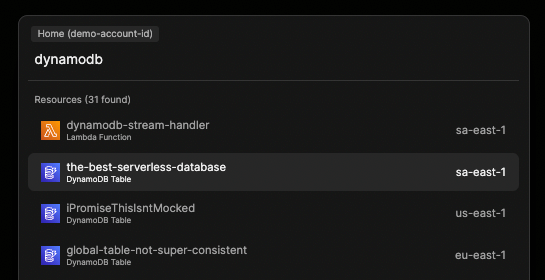 Home (demo-account-id)
dynamodb
Resources (31 found)
dynamodb-stream-handler
Lambda Function
sa-east-1
the-best-serverless-database
DynamoDB Table
sa-east-1
iPromiseThisIsntMocked
DynamoDB Table
us-east-1
global-table-not-super-consistent
DynamoDB Table
eu-east-1